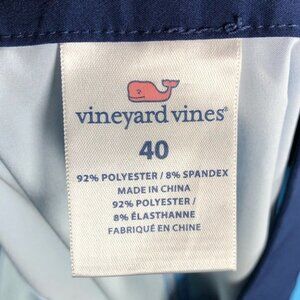 vineyard vines®
40
92% POLYESTER / 8% SPANDEX
MADE IN CHINA
92% POLYESTER /
8% ÉLASTHANNE
FABRIQUÉ EN CHINE